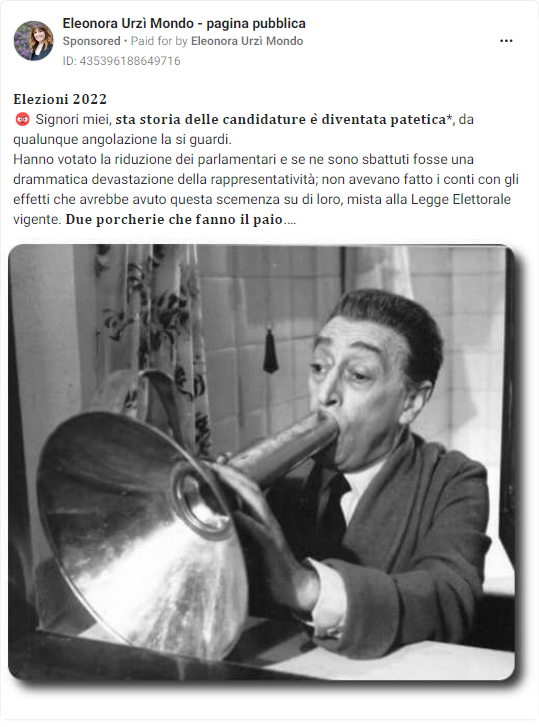 Eleonora Urzì Mondo - pagina pubblica
Sponsored • Paid for by Eleonora Urzì Mondo
ID: 435396188649716
Elezioni 2022
Signori miei, sta storia delle candidature è diventata patetica*, da
qualunque angolazione la si guardi.
Hanno votato la riduzione dei parlamentari e se ne sono sbattuti fosse una
drammatica devastazione della rappresentatività; non avevano fatto i conti con gli
effetti che avrebbe avuto questa scemenza su di loro, mista alla Legge Elettorale
vigente. Due porcherie che fanno il paio....